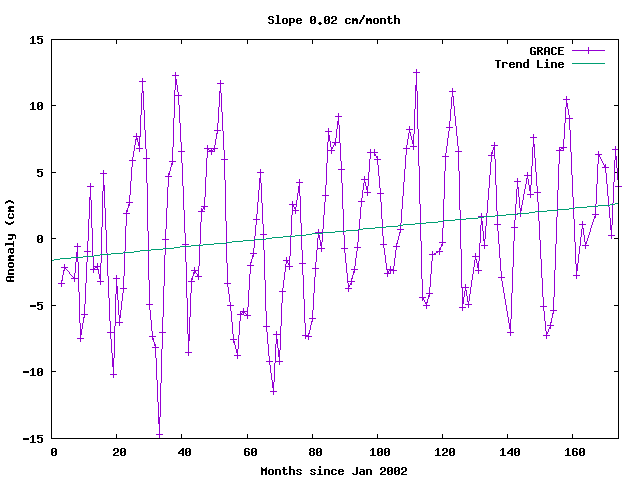 Slope 0.02 cm/month
GRACE
Trend Line
15
10
5
0
-5
-10
-15
Anomaly (cm)
0 20 40 60 80 100 120 140 160
Months since Jan 2002